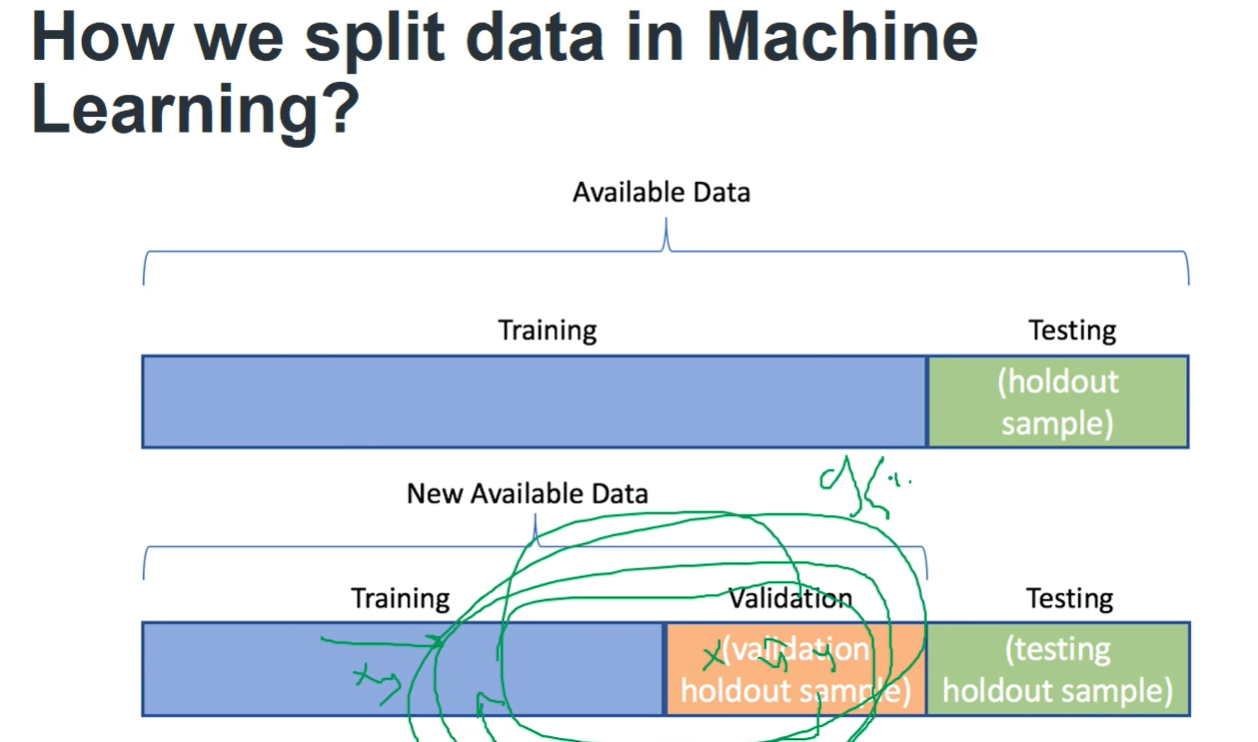 How we split data in Machine
Learning?
Available Data
Training Testing
(holdout
sample)
New Available Data
Training Validation Testing
x y
x (validation ŷ y
holdout sample)
(testing
holdout sample)